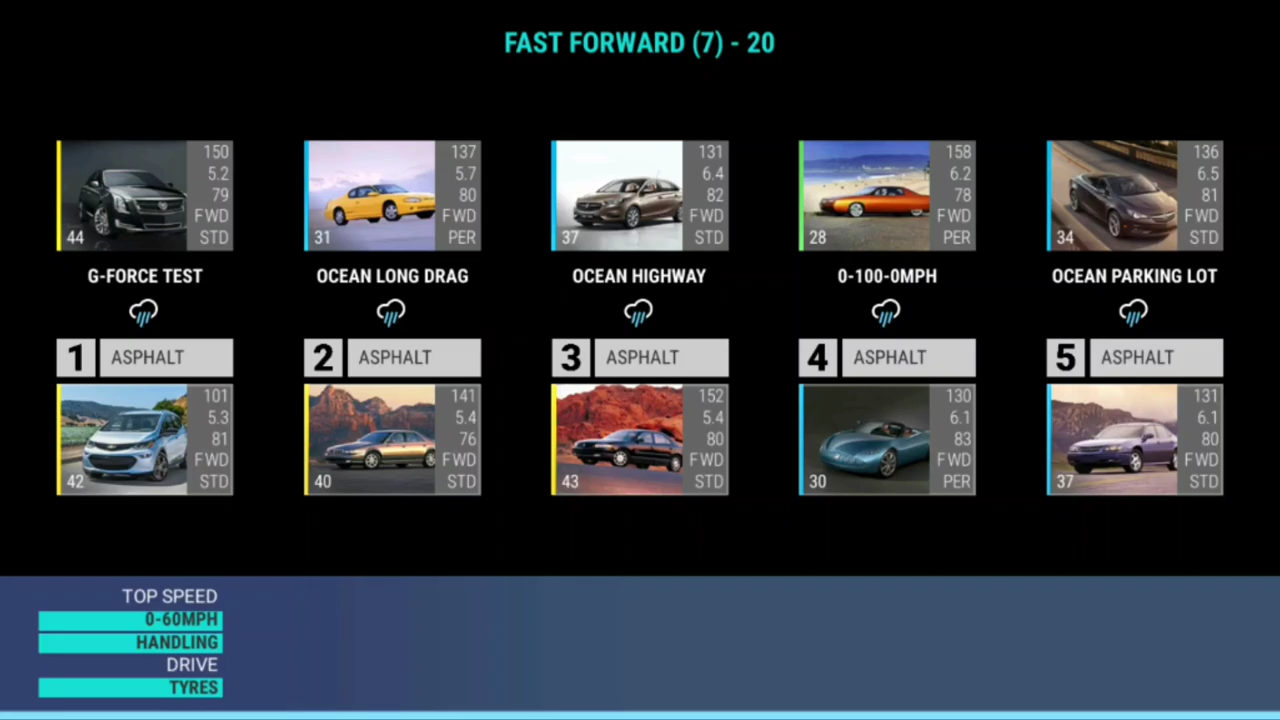 FAST FORWARD (7) - 20
150
5.2
79
FWD
STD
44
137
5.7
80
FWD
PER
31
131
6.4
82
FWD
STD
37
158
6.2
78
FWD
PER
28
136
6.5
81
FWD
STD
34
G-FORCE TEST
OCEAN LONG DRAG
OCEAN HIGHWAY
0-100-0MPH
OCEAN PARKING LOT
1 ASPHALT
2 ASPHALT
3 ASPHALT
4 ASPHALT
5 ASPHALT
101
5.3
81
FWD
STD
42
141
5.4
76
FWD
STD
40
152
5.4
80
FWD
STD
43
130
6.1
83
FWD
PER
30
131
6.1
80
FWD
STD
37
TOP SPEED
0-60MPH
HANDLING
DRIVE
TYRES